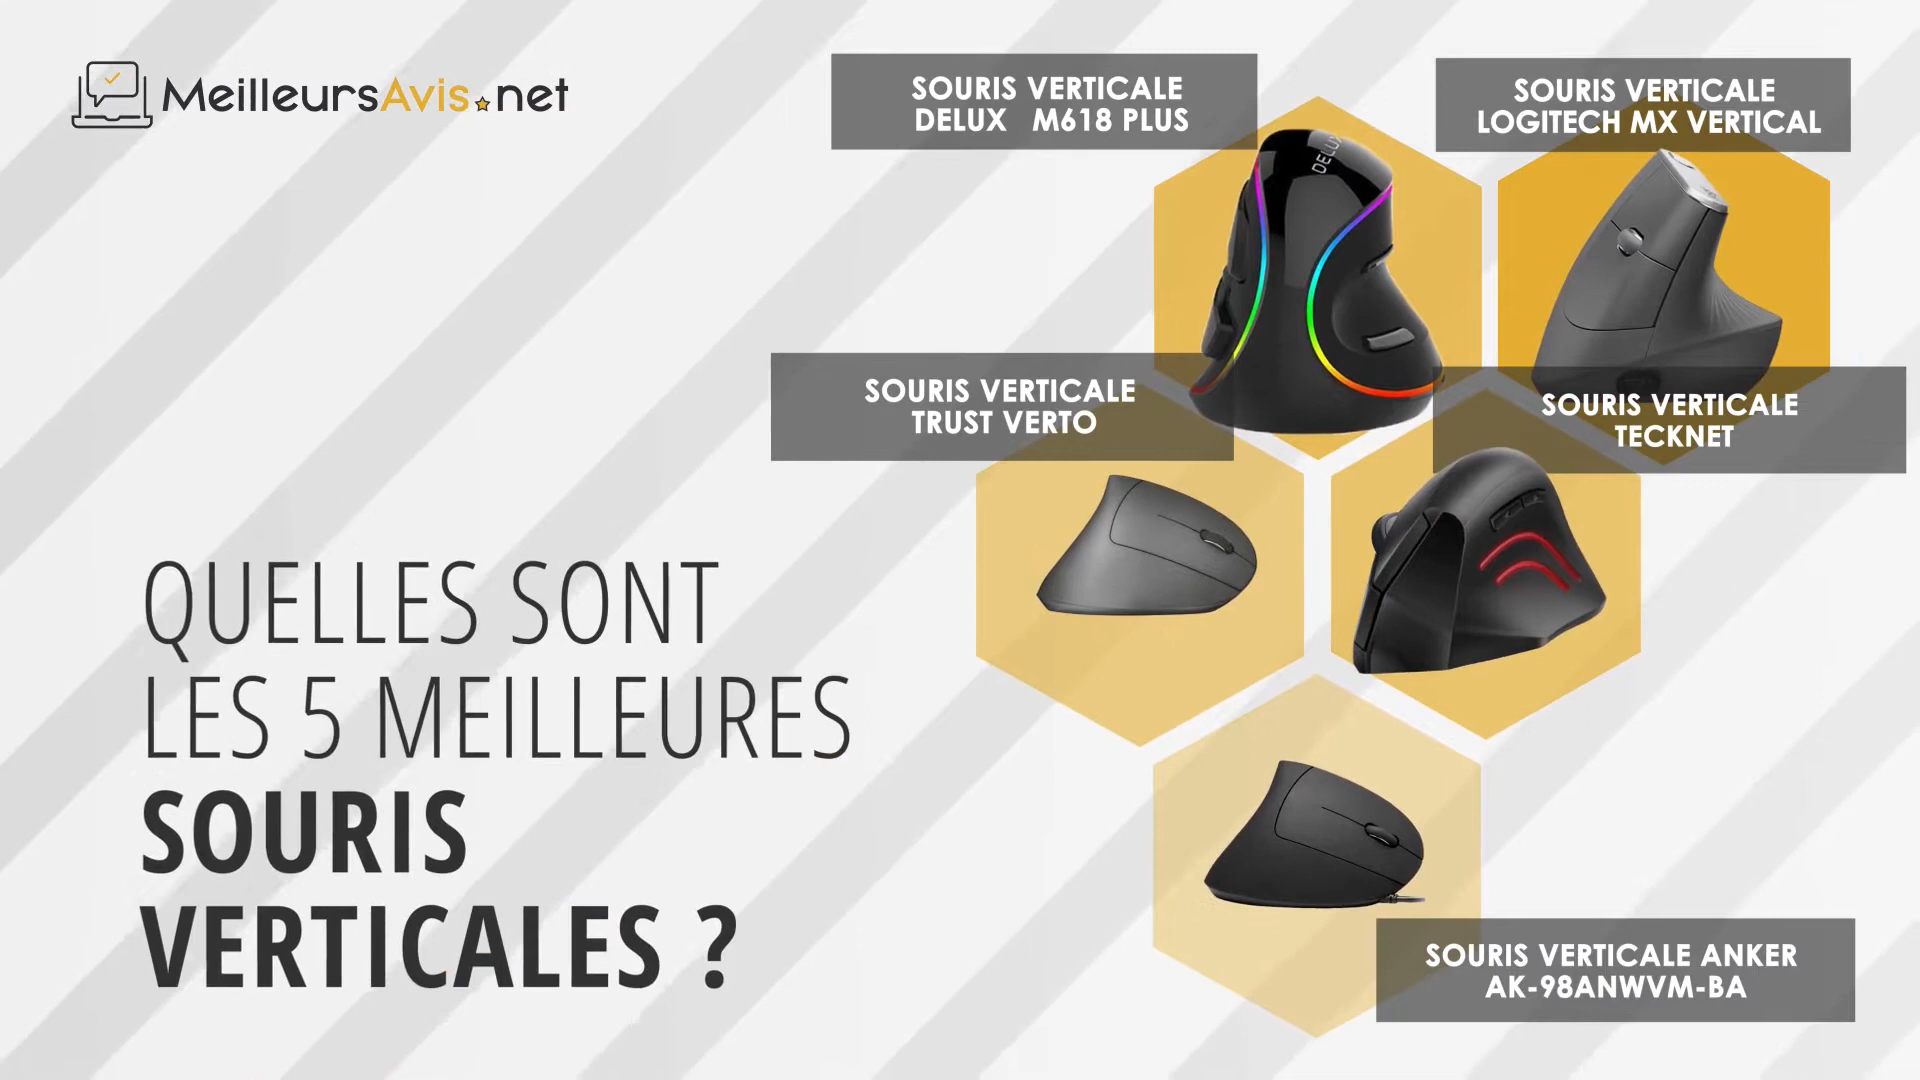 MeilleursAvis.net
SOURIS VERTICALE
DELUX M618 PLUS
SOURIS VERTICALE
LOGITECH MX VERTICAL
DELUX
SOURIS VERTICALE
TRUST VERTO
SOURIS VERTICALE
TECKNET
QUELLES SONT
LES 5 MEILLEURES
SOURIS
VERTICALES ?
SOURIS VERTICALE ANKER
AK-98ANWVM-BA